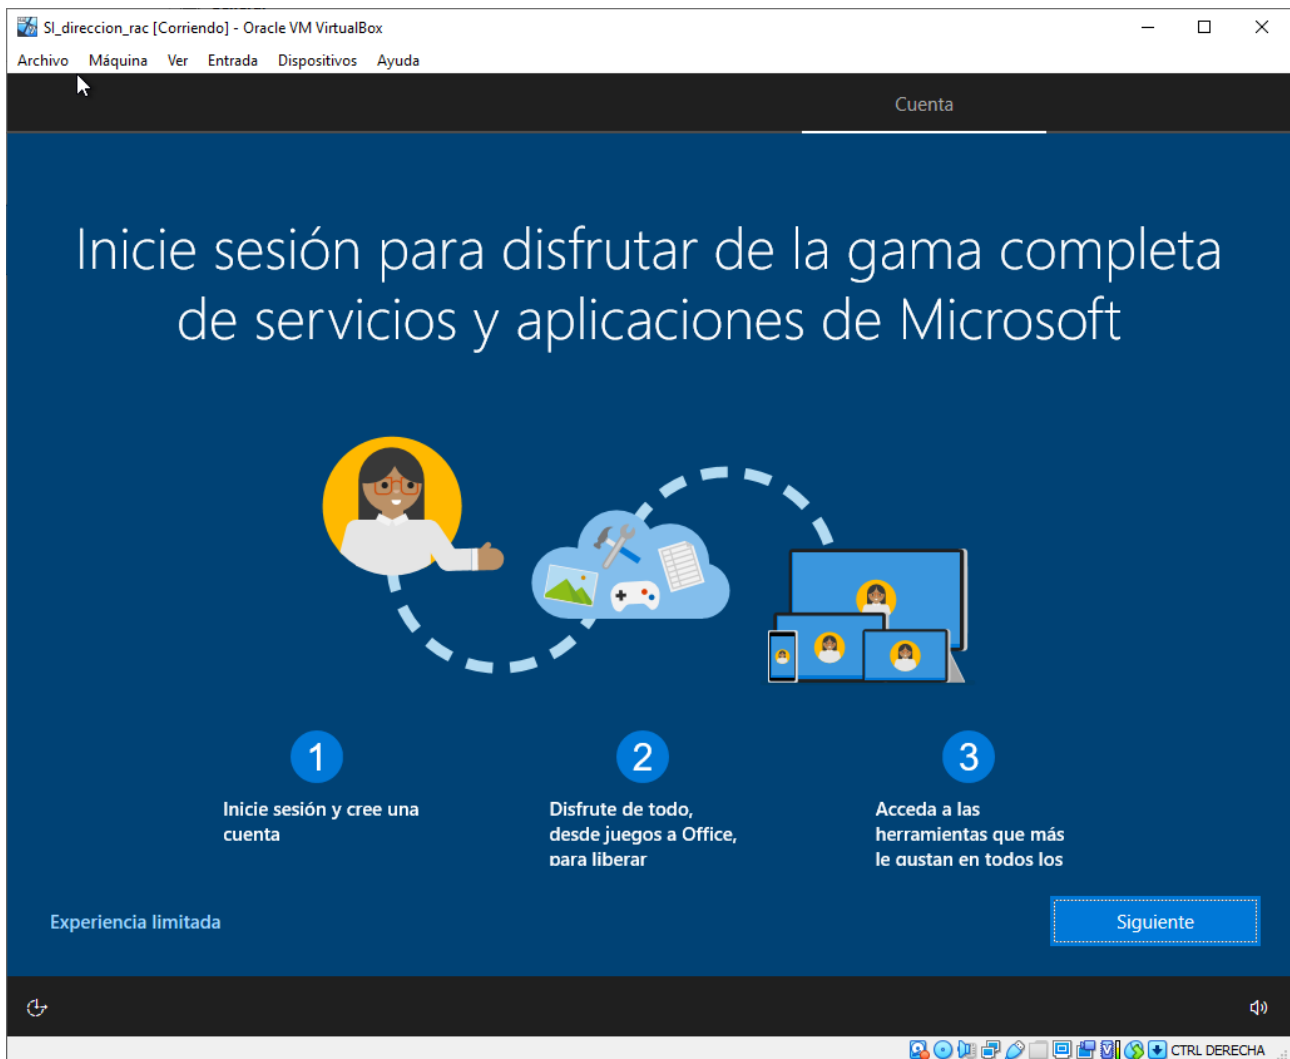 SI_direccion_rac [Corriendo] - Oracle VM VirtualBox
Archivo Máquina Ver Entrada Dispositivos Ayuda
Cuenta
Inicie sesión para disfrutar de la gama completa
de servicios y aplicaciones de Microsoft
1
Inicie sesión y cree una
cuenta
2
Disfrute de todo,
desde juegos a Office,
para liberar
3
Acceda a las
herramientas que más
le gustan en todos los
Experiencia limitada
Siguiente
CTRL DERECHA